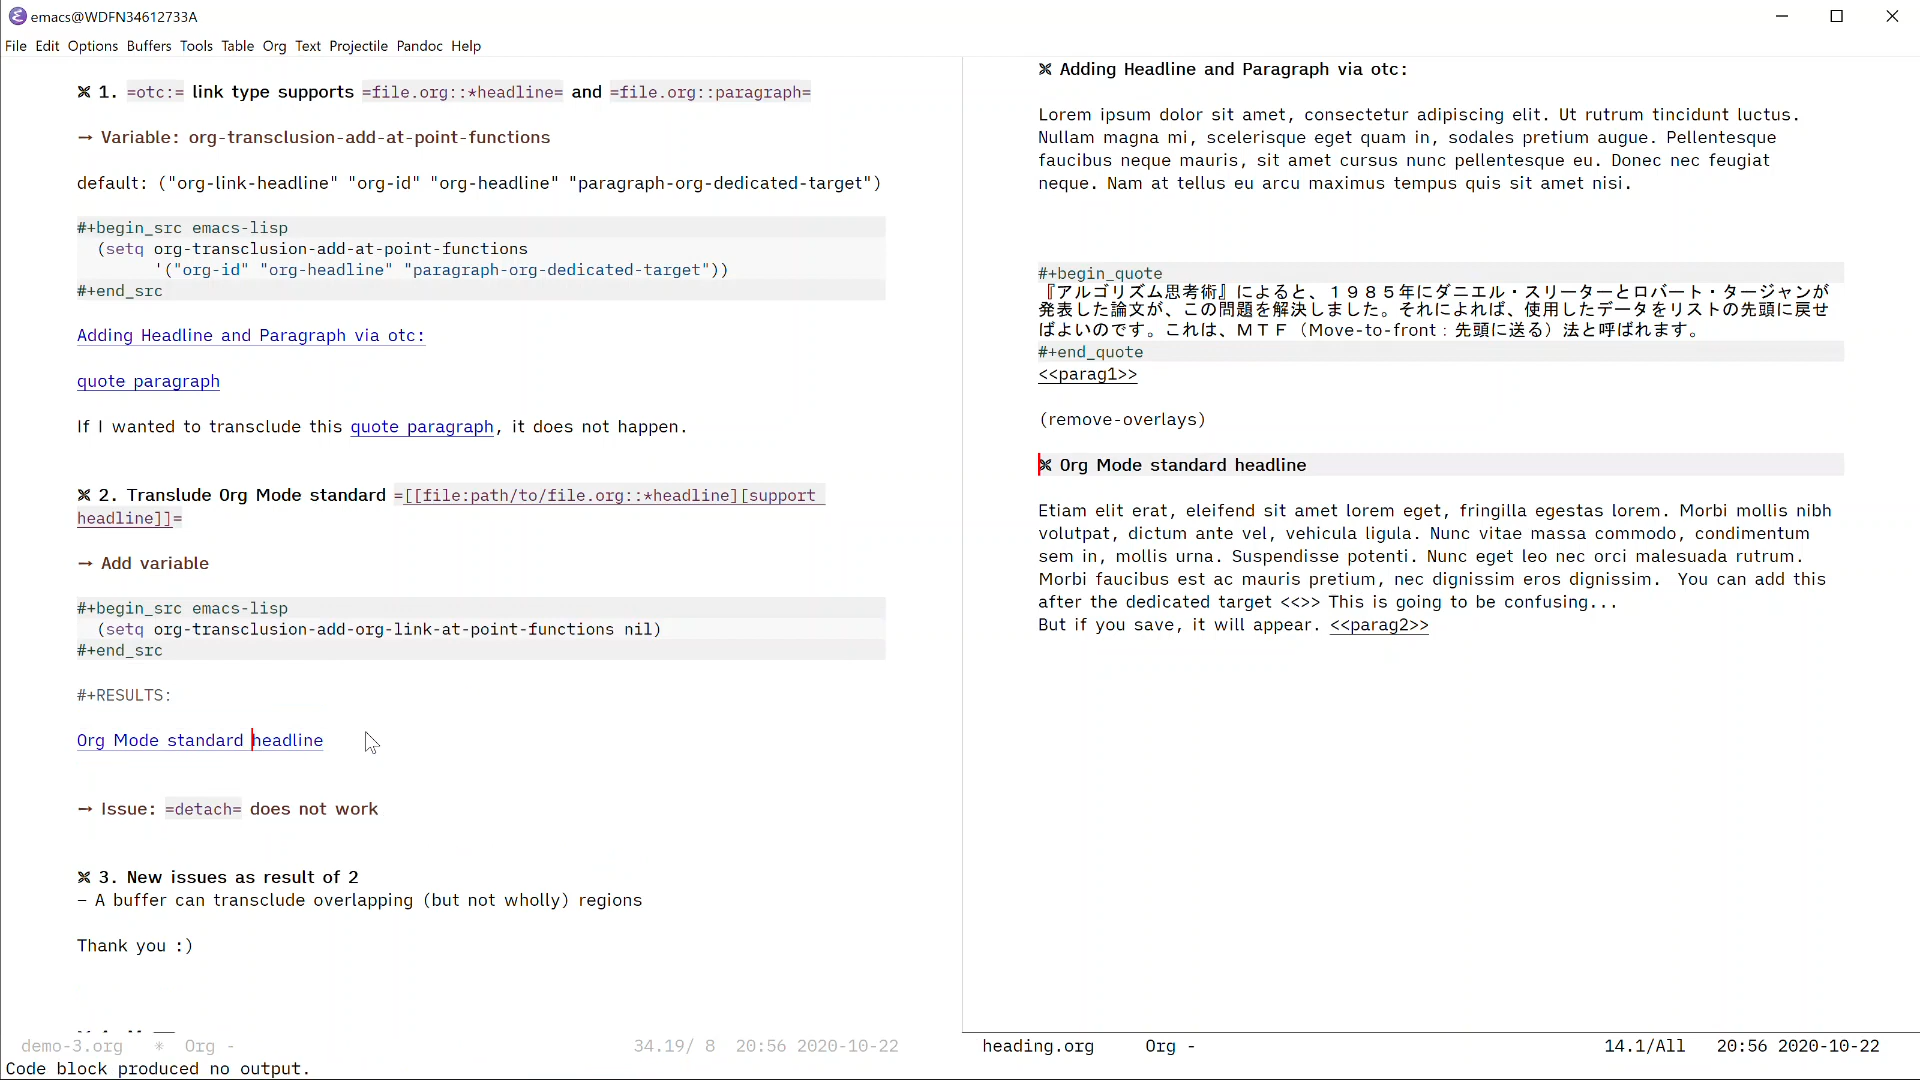 emacs@WDFN34612733A
File Edit Options Buffers Tools Table Org Text Projectile Pandoc Help
1. =otc:= link type supports =file.org::*headline= and =file.org::paragraph=
→ Variable: org-transclusion-add-at-point-functions
default: ("org-link-headline" "org-id" "org-headline" "paragraph-org-dedicated-target")
#+begin_src emacs-lisp
(setq org-transclusion-add-at-point-functions
'("org-id" "org-headline" "paragraph-org-dedicated-target"))
#+end_src
Adding Headline and Paragraph via otc:
quote paragraph
If I wanted to transclude this quote paragraph, it does not happen.
2. Translude Org Mode standard =[[file:path/to/file.org::*headline][support
headline]]=
→ Add variable
#+begin_src emacs-lisp
(setq org-transclusion-add-org-link-at-point-functions nil)
#+end_src
#+RESULTS:
Org Mode standard headline
→ Issue: =detach= does not work
3. New issues as result of 2
– A buffer can transclude overlapping (but not wholly) regions
Thank you :)
demo-3.org * Org - 34.19/ 8 20:56 2020-10-22
Adding Headline and Paragraph via otc:
Lorem ipsum dolor sit amet, consectetur adipiscing elit. Ut rutrum tincidunt luctus.
Nullam magna mi, scelerisque eget quam in, sodales pretium augue. Pellentesque
faucibus neque mauris, sit amet cursus nunc pellentesque eu. Donec nec feugiat
neque. Nam at tellus eu arcu maximus tempus quis sit amet nisi.
#+begin_quote
『アルゴリズム思考術』によると、１９８５年にダニエル・スリーターとロバート・タージャンが
発表した論文が、この問題を解決しました。それによれば、使用したデータをリストの先頭に戻せ
ばよいのです。これは、ＭＴＦ（Move-to-front：先頭に送る）法と呼ばれます。
#+end_quote
<<parag1>>
(remove-overlays)
Org Mode standard headline
Etiam elit erat, eleifend sit amet lorem eget, fringilla egestas lorem. Morbi mollis nibh
volutpat, dictum ante vel, vehicula ligula. Nunc vitae massa commodo, condimentum
sem in, mollis urna. Suspendisse potenti. Nunc eget leo nec orci malesuada rutrum.
Morbi faucibus est ac mauris pretium, nec dignissim eros dignissim. You can add this
after the dedicated target <<>> This is going to be confusing...
But if you save, it will appear. <<parag2>>
heading.org Org - 14.1/All 20:56 2020-10-22
Code block produced no output.